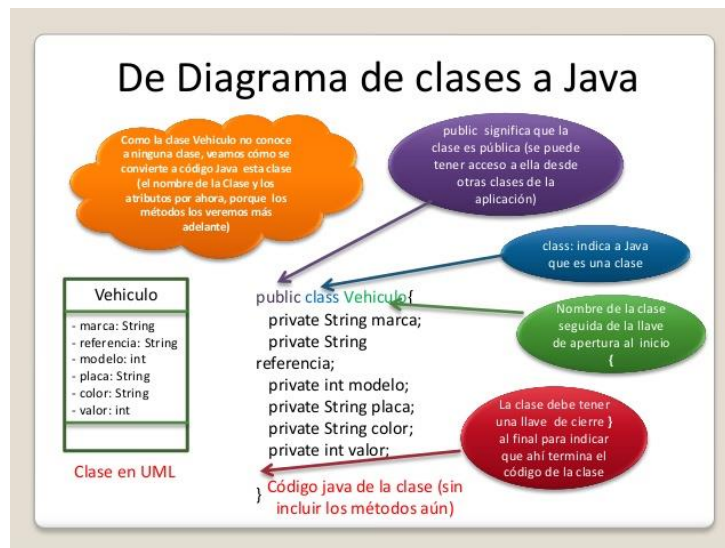 De Diagrama de clases a Java
Como la clase Vehiculo no conoce
a ninguna clase, veamos cómo se
convierte a código Java esta clase
(el nombre de la Clase y los
atributos por ahora, porque los
métodos los veremos más
adelante)
public significa que la
clase es pública (se puede
tener acceso a ella desde
otras clases de la
aplicación)
class: indica a Java
que es una clase
Nombre de la clase
seguida de la llave
de apertura al inicio
{
La clase debe tener
una llave de cierre }
al final para indicar
que ahí termina el
código de la clase
Vehiculo
- marca: String
- referencia: String
- modelo: int
- placa: String
- color: String
- valor: int
Clase en UML
public class Vehiculo{
private String marca;
private String
referencia;
private int modelo;
private String placa;
private String color;
private int valor;
}
Código java de la clase (sin
incluir los métodos aún)